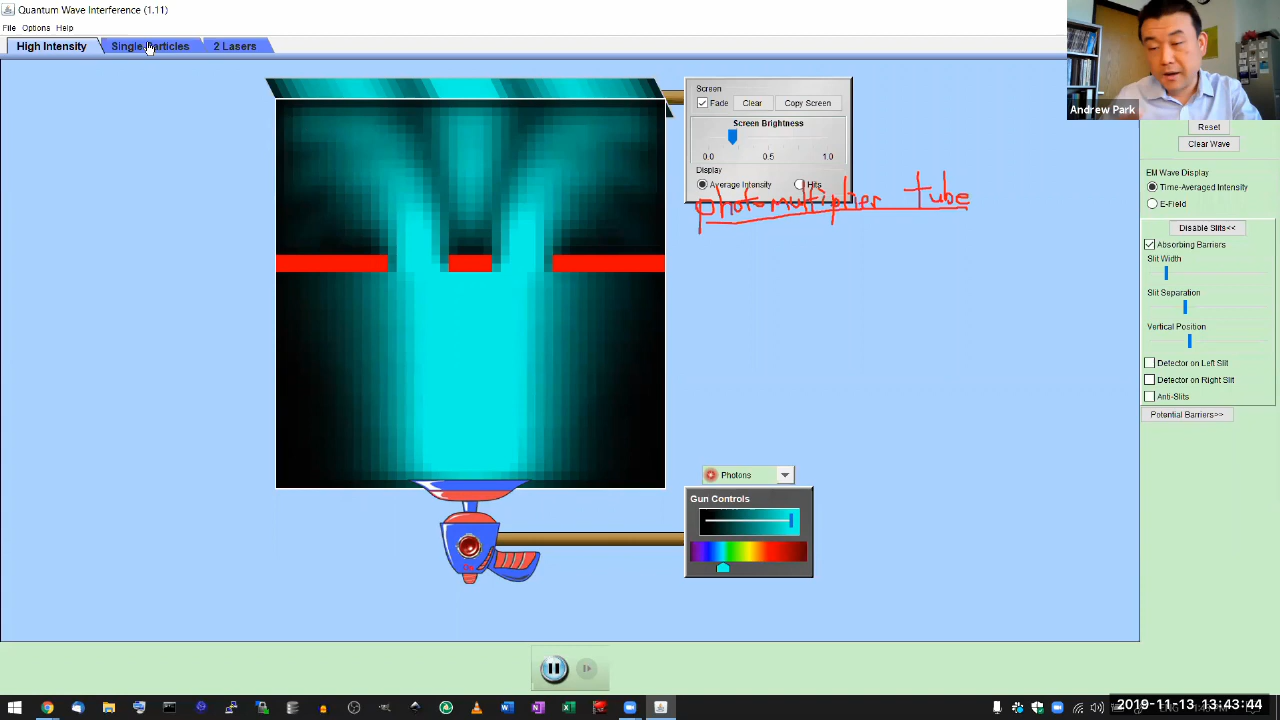 Quantum Wave Interference (1.11)
File Options Help
High Intensity Single Particles 2 Lasers
Andrew Park
Screen
Fade Clear Copy Screen
Screen Brightness
0.0 0.5 1.0
Display
Average Intensity Hits
photomultiplier tube
Reset
Clear Wave
EM Wave Display
Time-Averaged Intensity
E-Field
Disable Slits<<
Absorbing Barriers
Slit Width
Slit Separation
Vertical Position
Detector on Left Slit
Detector on Right Slit
Anti-Slits
Potential Barriers>>
Photons
Gun Controls
On
2019-11-13 13:43:44